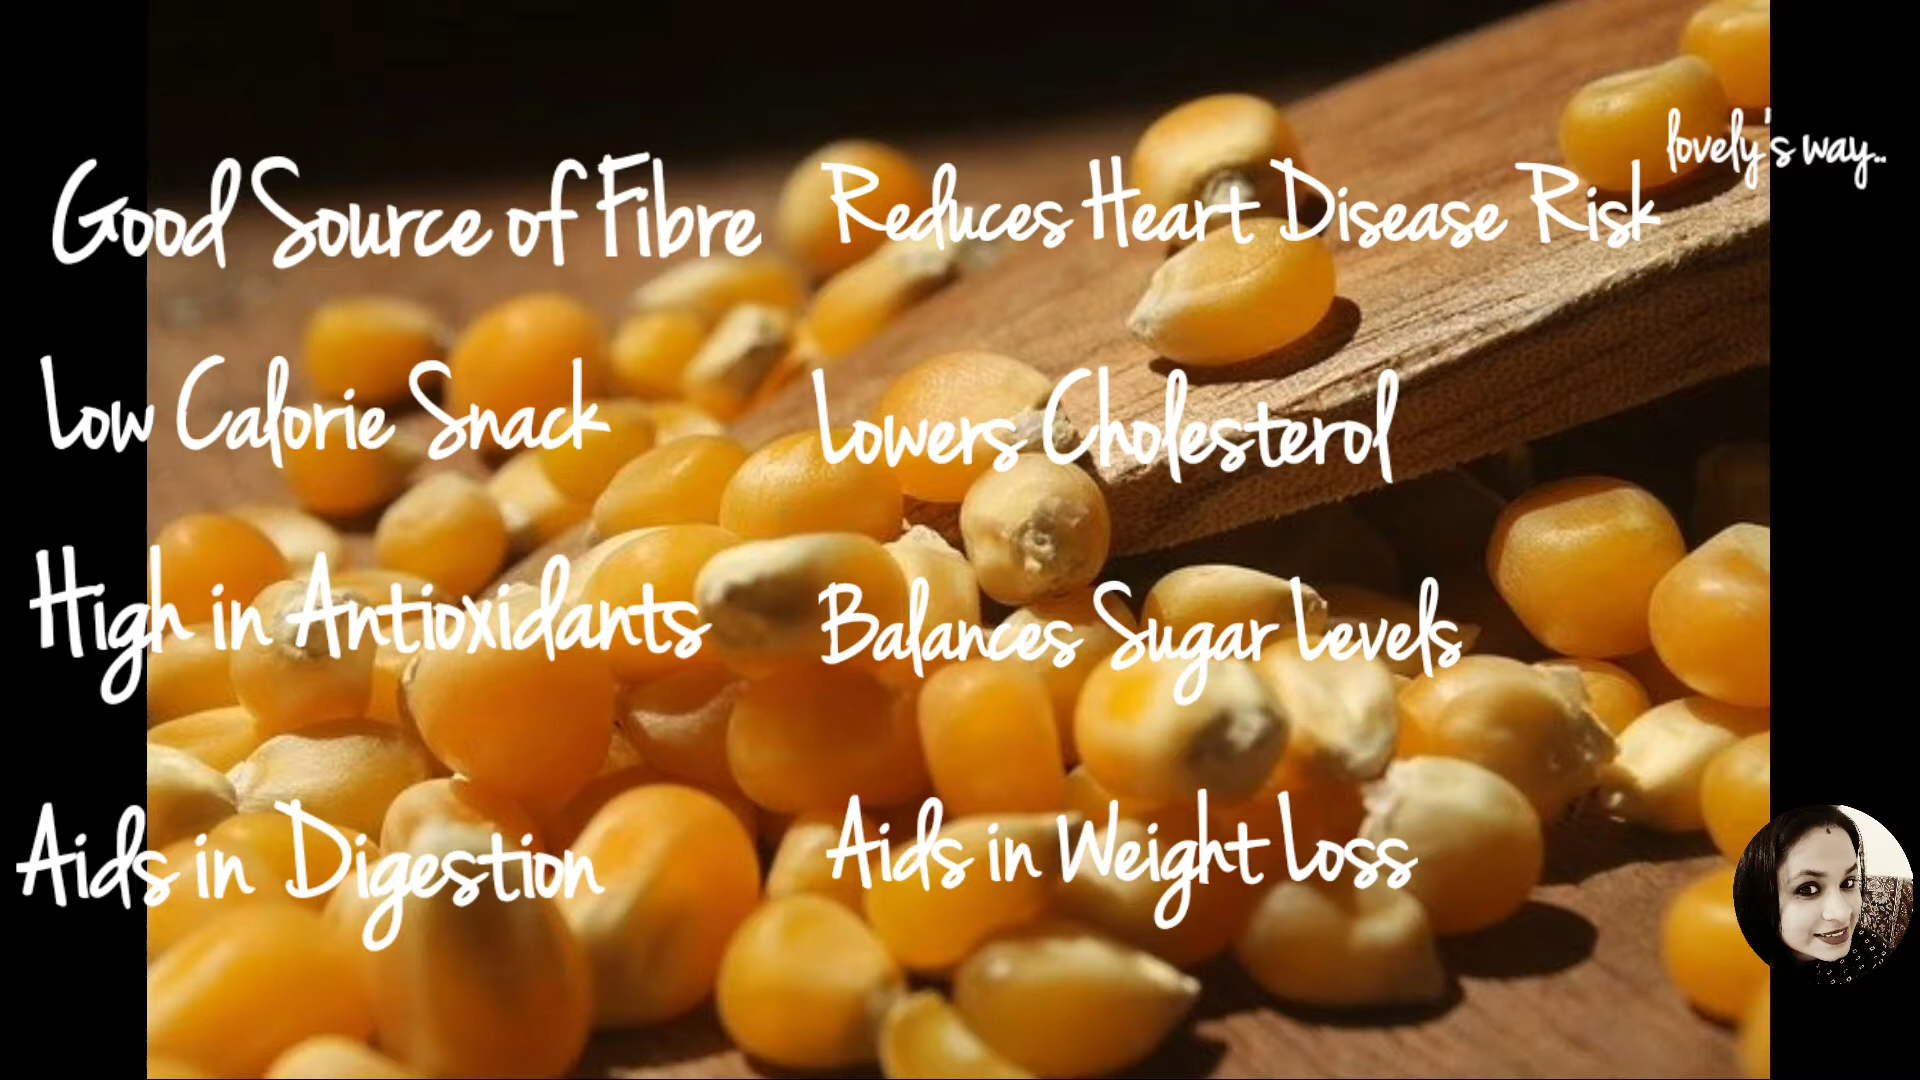 lovely's way..
Good Source of Fibre
Reduces Heart Disease Risk
Low Calorie Snack
Lowers Cholesterol
High in Antioxidants
Balances Sugar Levels
Aids in Digestion
Aids in Weight Loss